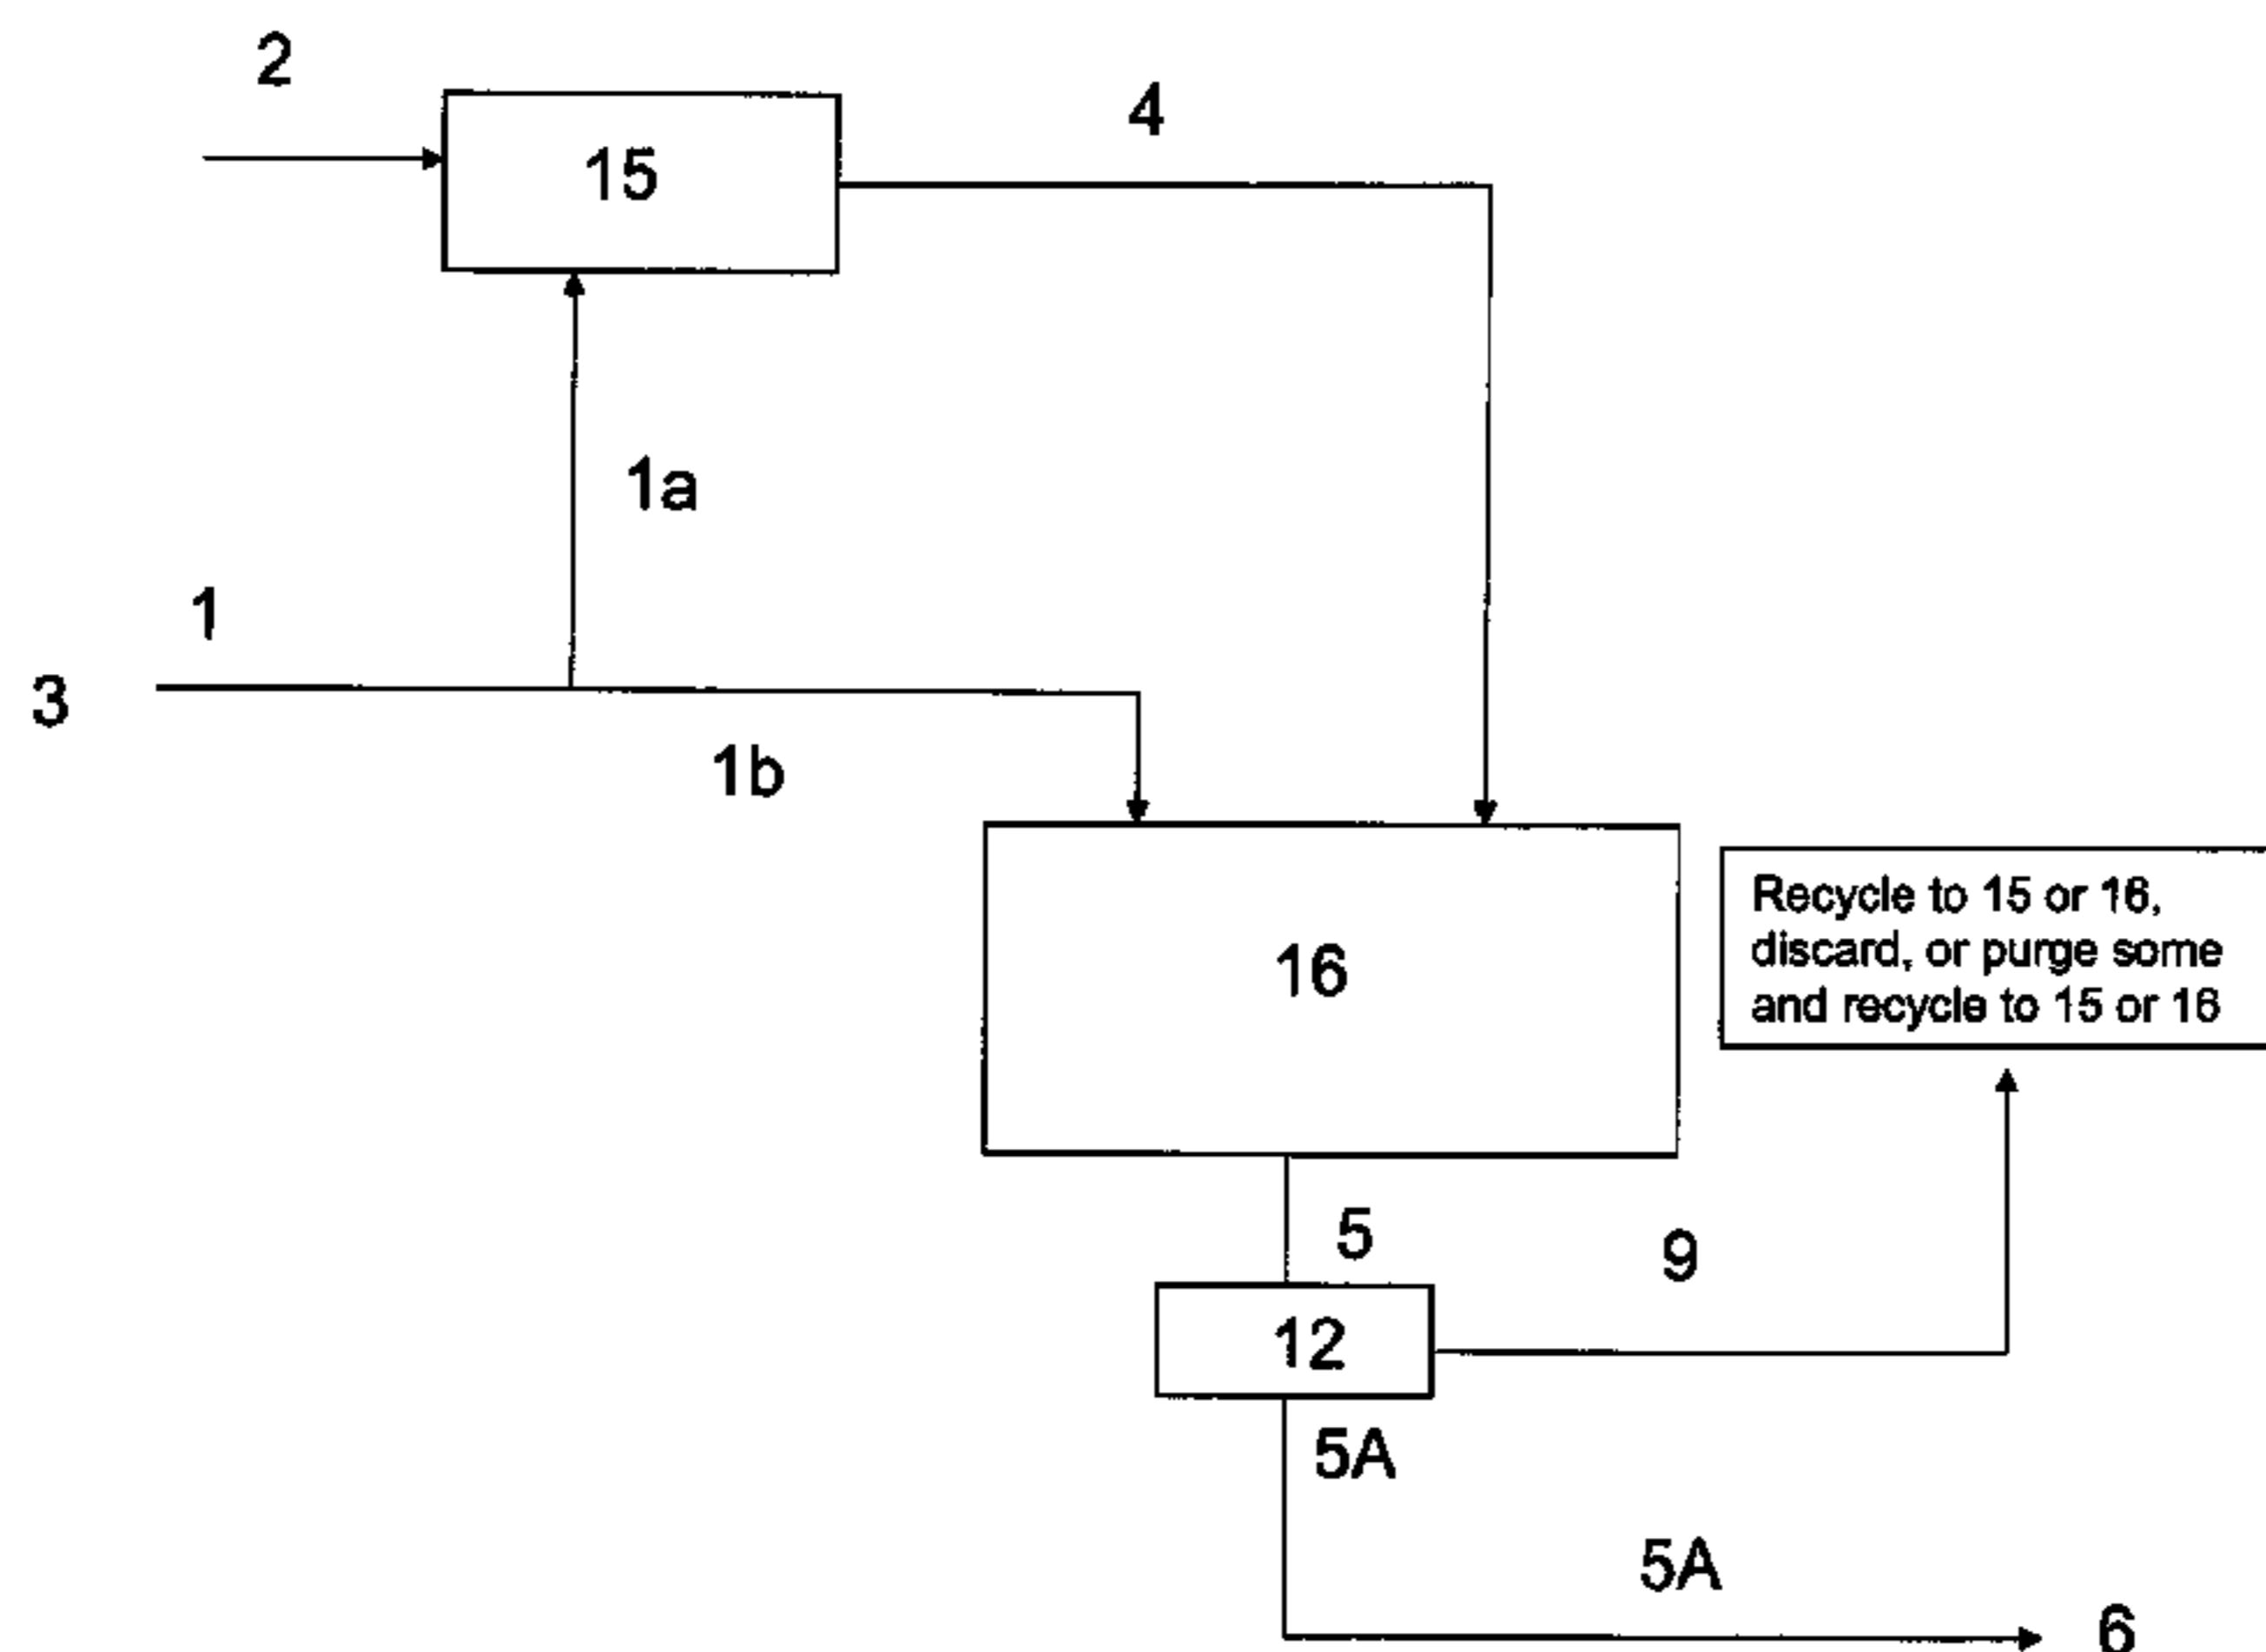 2
15
4
1a
1
3
1b
16
Recycle to 15 or 16,
discard, or purge some
and recycle to 15 or 16
5
9
12
5A
5A
6